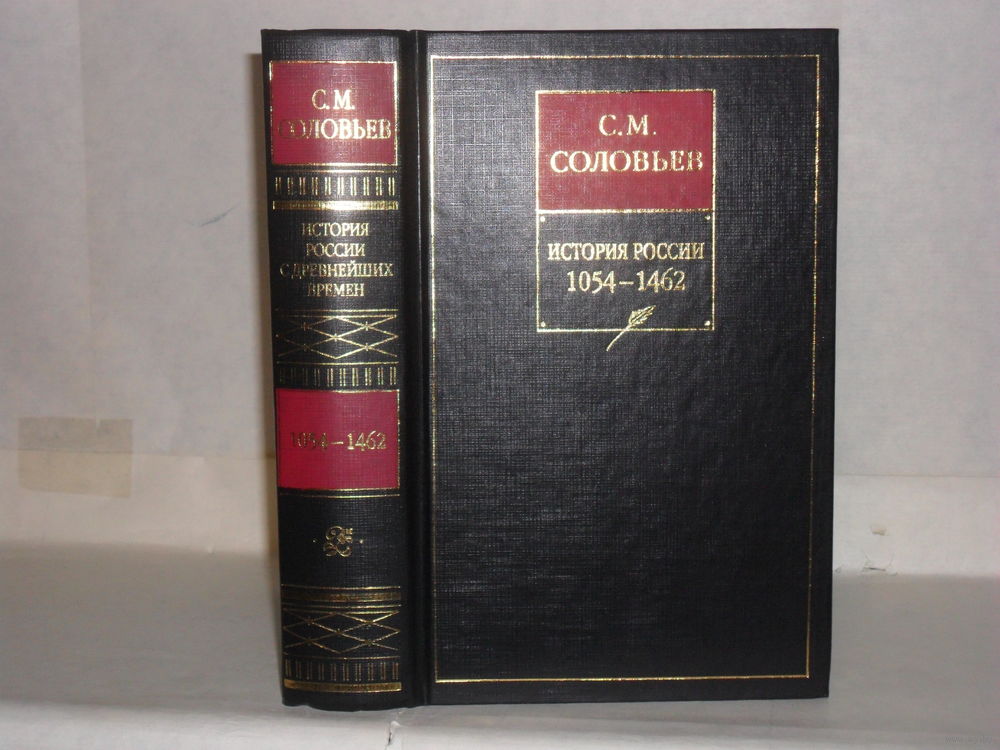 С.М.
СОЛОВЬЕВ
ИСТОРИЯ
РОССИИ
С ДРЕВНЕЙШИХ
ВРЕМЕН
1054–1462
С.М.
СОЛОВЬЕВ
ИСТОРИЯ РОССИИ
1054–1462